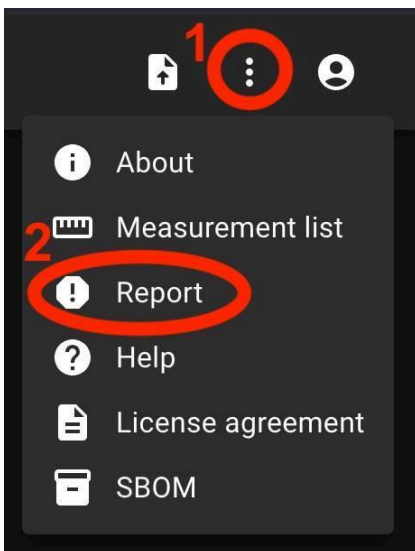 1
About
Measurement list
2
Report
Help
License agreement
SBOM